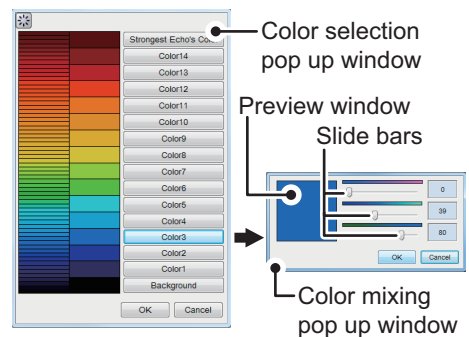 Strongest Echo's Co
Color14
Color13
Color12
Color11
Color10
Color9
Color8
Color7
Color6
Color5
Color4
Color3
Color2
Color1
Background
OK Cancel
Color selection
pop up window
Preview window
Slide bars
0
39
80
OK Cancel
Color mixing
pop up window